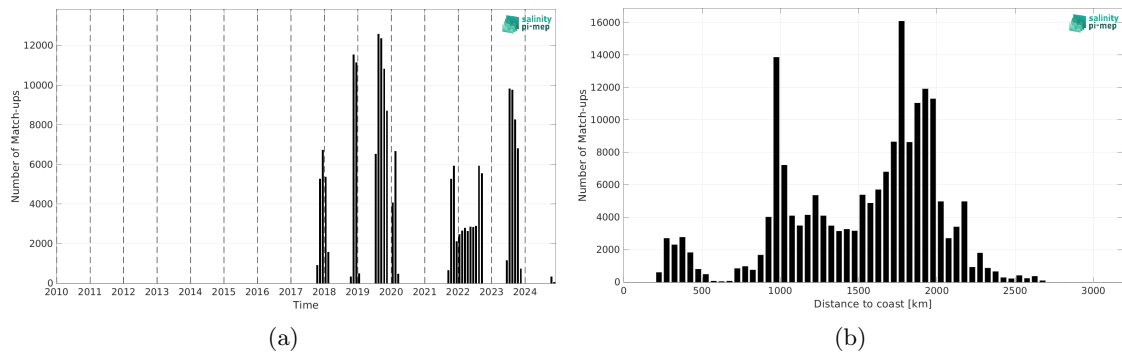 salinity
pi-mep
12000
10000
8000
6000
4000
2000
0
Number of Match-ups
2010 2011 2012 2013 2014 2015 2016 2017 2018 2019 2020 2021 2022 2023 2024
Time
(a)
salinity
pi-mep
16000
14000
12000
10000
8000
6000
4000
2000
0
Number of Match-ups
0 500 1000 1500 2000 2500 3000
Distance to coast [km]
(b)